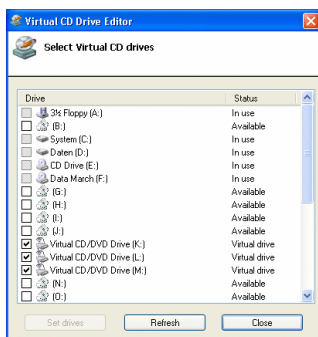 Virtual CD Drive Editor
Select Virtual CD drives
Drive Status
3½ Floppy (A:) In use
(B:) Available
System (C:) In use
Daten (D:) In use
CD Drive (E:) In use
Data March (F:) In use
(G:) Available
(H:) Available
(I:) Available
(J:) Available
Virtual CD/DVD Drive (K:) Virtual drive
Virtual CD/DVD Drive (L:) Virtual drive
Virtual CD/DVD Drive (M:) Virtual drive
(N:) Available
(O:) Available
Set drives Refresh Close